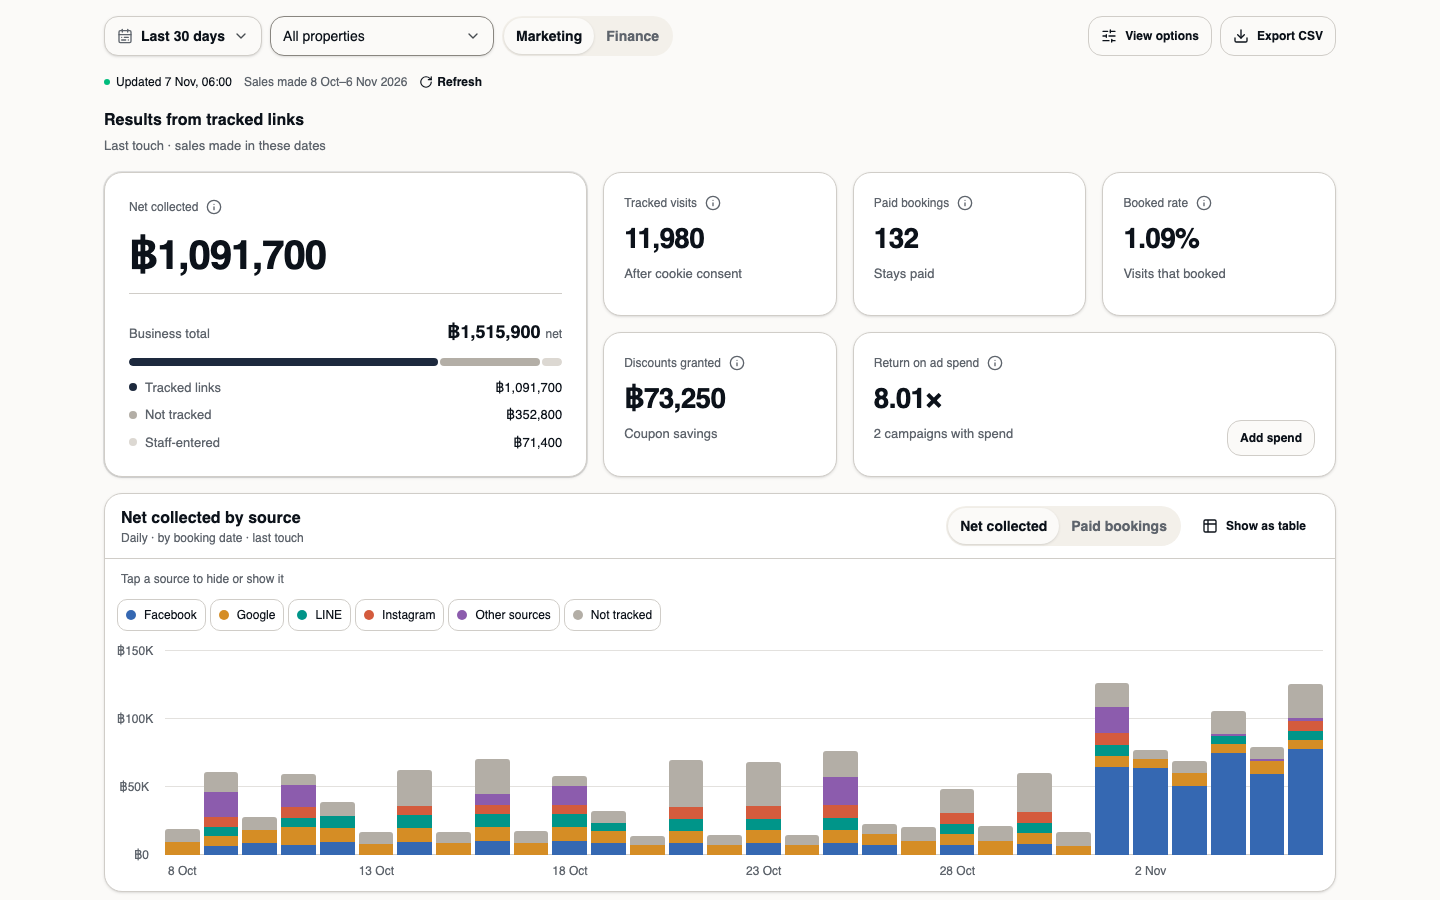 Last 30 days
All properties
Marketing
Finance
View options
Export CSV
Updated 7 Nov, 06:00
Sales made 8 Oct–6 Nov 2026
Refresh
Results from tracked links
Last touch · sales made in these dates
Net collected
฿1,091,700
Business total
฿1,515,900 net
Tracked links
฿1,091,700
Not tracked
฿352,800
Staff-entered
฿71,400
Tracked visits
11,980
After cookie consent
Paid bookings
132
Stays paid
Booked rate
1.09%
Visits that booked
Discounts granted
฿73,250
Coupon savings
Return on ad spend
8.01×
2 campaigns with spend
Add spend
Net collected by source
Daily · by booking date · last touch
Net collected
Paid bookings
Show as table
Tap a source to hide or show it
Facebook
Google
LINE
Instagram
Other sources
Not tracked
฿150K
฿100K
฿50K
฿0
8 Oct
13 Oct
18 Oct
23 Oct
28 Oct
2 Nov